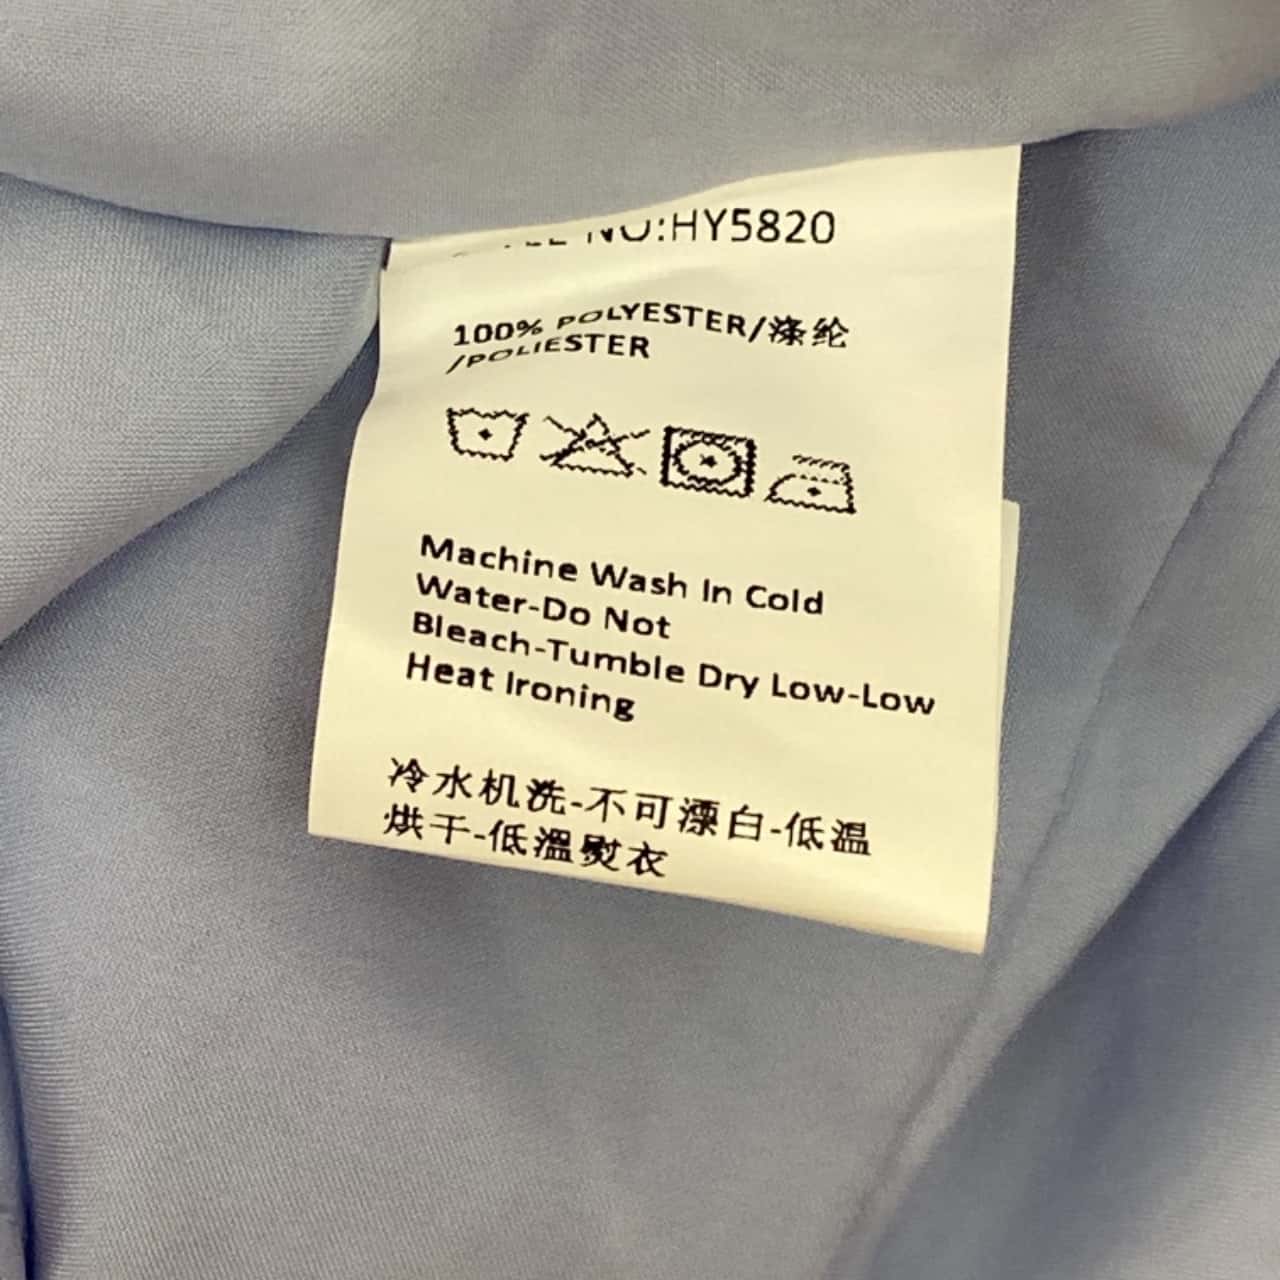 NO:HY5820
100% POLYESTER/涤纶
/POLIESTER
Machine Wash In Cold
Water-Do Not
Bleach-Tumble Dry Low-Low
Heat Ironing
冷水机洗-不可漂白-低温
烘干-低溫熨衣